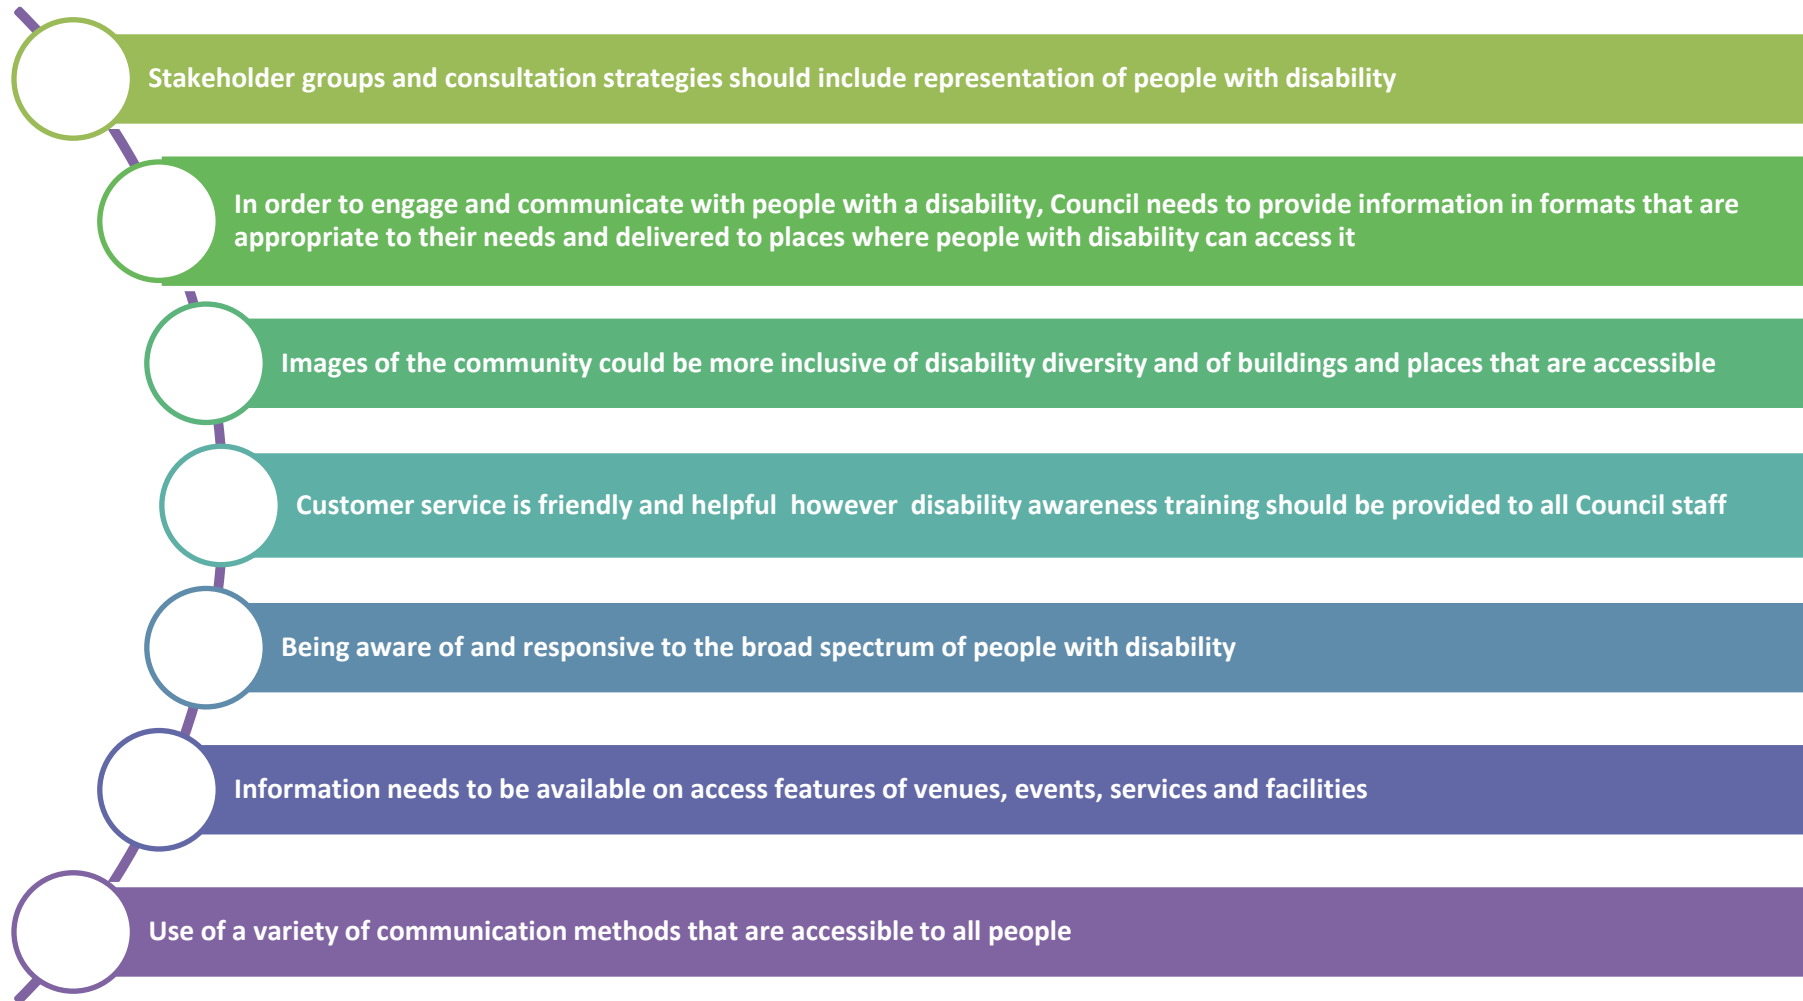 Stakeholder groups and consultation strategies should include representation of people with disability
In order to engage and communicate with people with a disability, Council needs to provide information in formats that are
appropriate to their needs and delivered to places where people with disability can access it
Images of the community could be more inclusive of disability diversity and of buildings and places that are accessible
Customer service is friendly and helpful  however  disability awareness training should be provided to all Council staff
Being aware of and responsive to the broad spectrum of people with disability
Information needs to be available on access features of venues, events, services and facilities
Use of a variety of communication methods that are accessible to all people